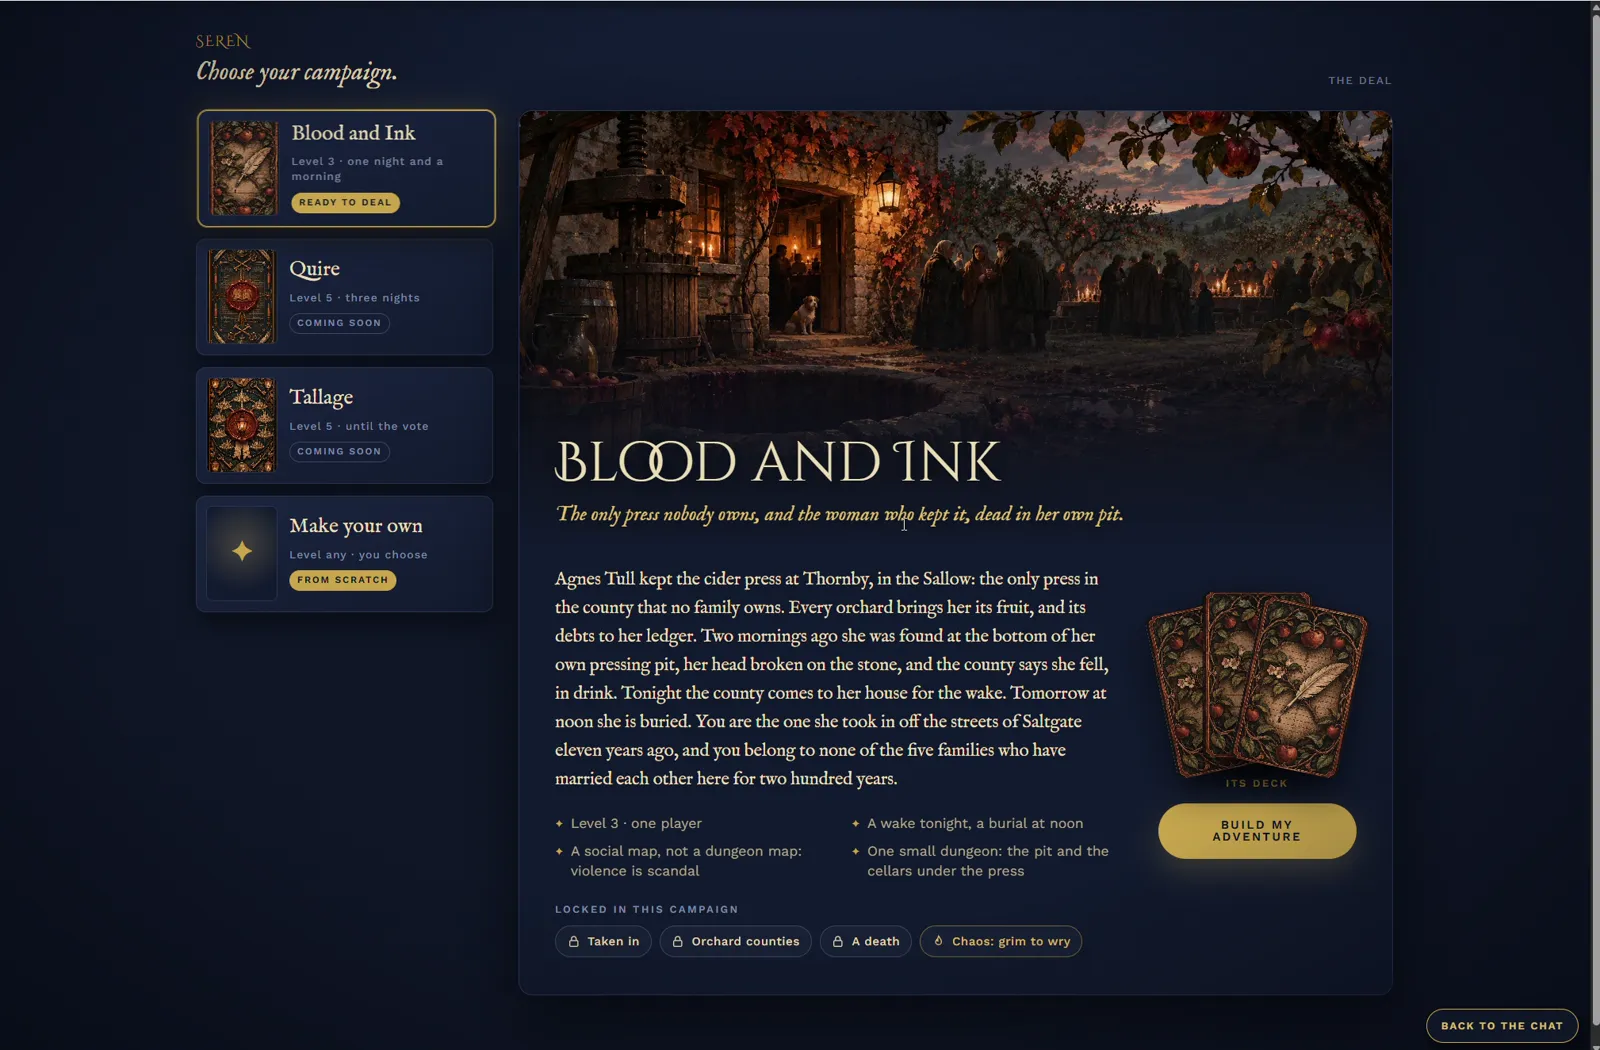 SEREN
Choose your campaign.
THE DEAL
Blood and Ink
Level 3 · one night and a
morning
READY TO DEAL
Quire
Level 5 · three nights
COMING SOON
Tallage
Level 5 · until the vote
COMING SOON
Make your own
Level any · you choose
FROM SCRATCH
BLOOD AND INK
The only press nobody owns, and the woman who kept it, dead in her own pit.
Agnes Tull kept the cider press at Thornby, in the Sallow: the only press in
the county that no family owns. Every orchard brings her its fruit, and its
debts to her ledger. Two mornings ago she was found at the bottom of her
own pressing pit, her head broken on the stone, and the county says she fell,
in drink. Tonight the county comes to her house for the wake. Tomorrow at
noon she is buried. You are the one she took in off the streets of Saltgate
eleven years ago, and you belong to none of the five families who have
married each other here for two hundred years.
Level 3 · one player
A wake tonight, a burial at noon
A social map, not a dungeon map:
violence is scandal
One small dungeon: the pit and the
cellars under the press
ITS DECK
BUILD MY
ADVENTURE
LOCKED IN THIS CAMPAIGN
Taken in
Orchard counties
A death
Chaos: grim to wry
BACK TO THE CHAT